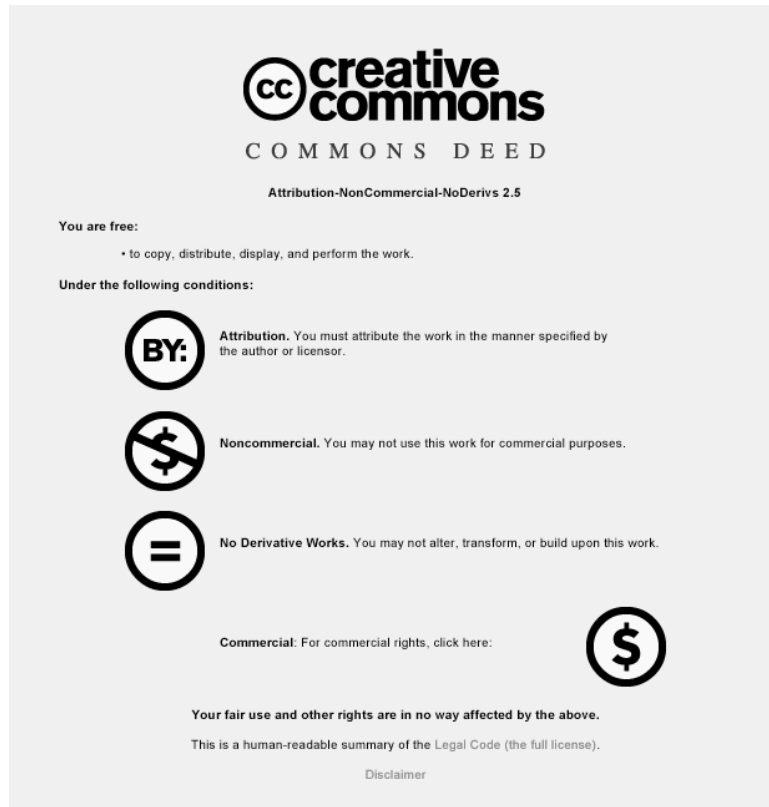 cc creative
commons
COMMONS DEED
Attribution-NonCommercial-NoDerivs 2.5
You are free:
• to copy, distribute, display, and perform the work.
Under the following conditions:
BY:
Attribution. You must attribute the work in the manner specified by
the author or licensor.
$
Noncommercial. You may not use this work for commercial purposes.
=
No Derivative Works. You may not alter, transform, or build upon this work.
Commercial: For commercial rights, click here:
$
Your fair use and other rights are in no way affected by the above.
This is a human-readable summary of the Legal Code (the full license).
Disclaimer